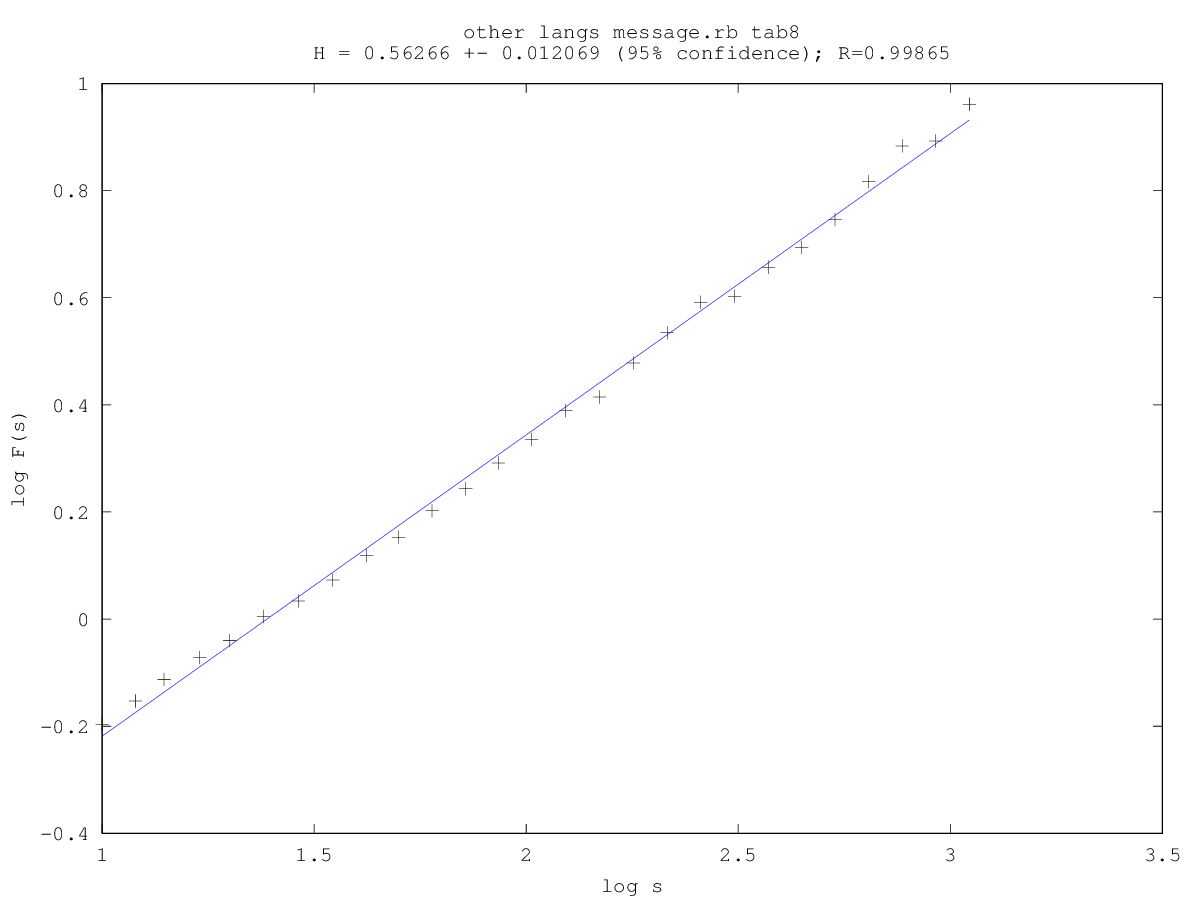 other langs message.rb tab8
H = 0.56266 +- 0.012069 (95% confidence); R=0.99865
1
0.8
0.6
0.4
0.2
0
-0.2
-0.4
log F(s)
1 1.5 2 2.5 3 3.5
log s